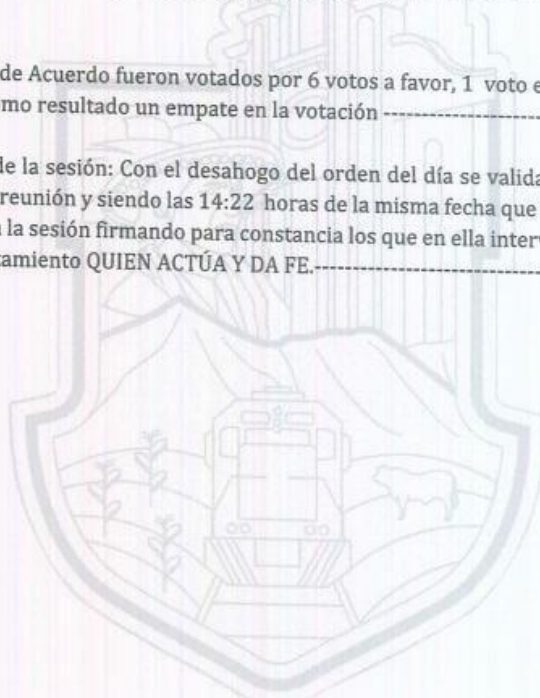 de Acuerdo fueron votados por 6 votos a favor, 1 voto e
omo resultado un empate en la votación ---------------------
de la sesión: Con el desahogo del orden del día se valida
reunión y siendo las 14:22 horas de la misma fecha que
la sesión firmando para constancia los que en ella inter
tamiento QUIEN ACTÚA Y DA FE.------------------------------